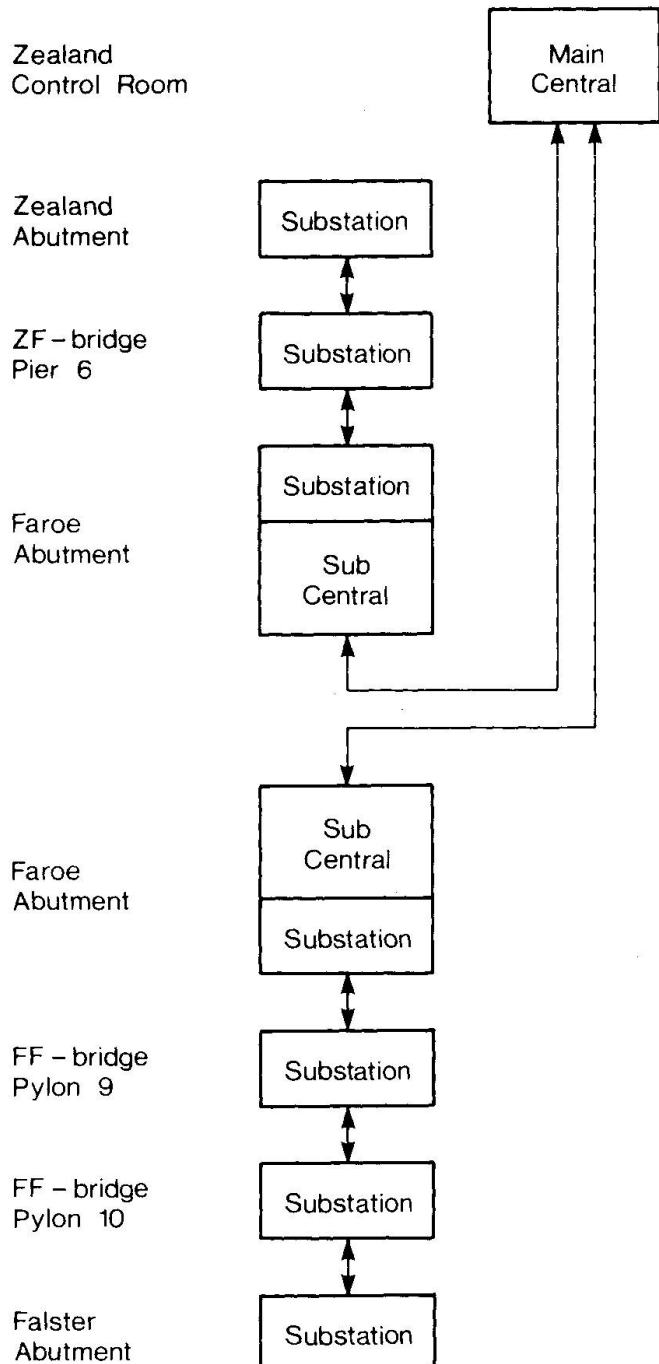 Zealand
Control Room
Main
Central
Zealand
Abutment
Substation
ZF-bridge
Pier 6
Substation
Faroe
Abutment
Substation
Sub
Central
Faroe
Abutment
Sub
Central
Substation
FF-bridge
Pylon 9
Substation
FF-bridge
Pylon 10
Substation
Falster
Abutment
Substation